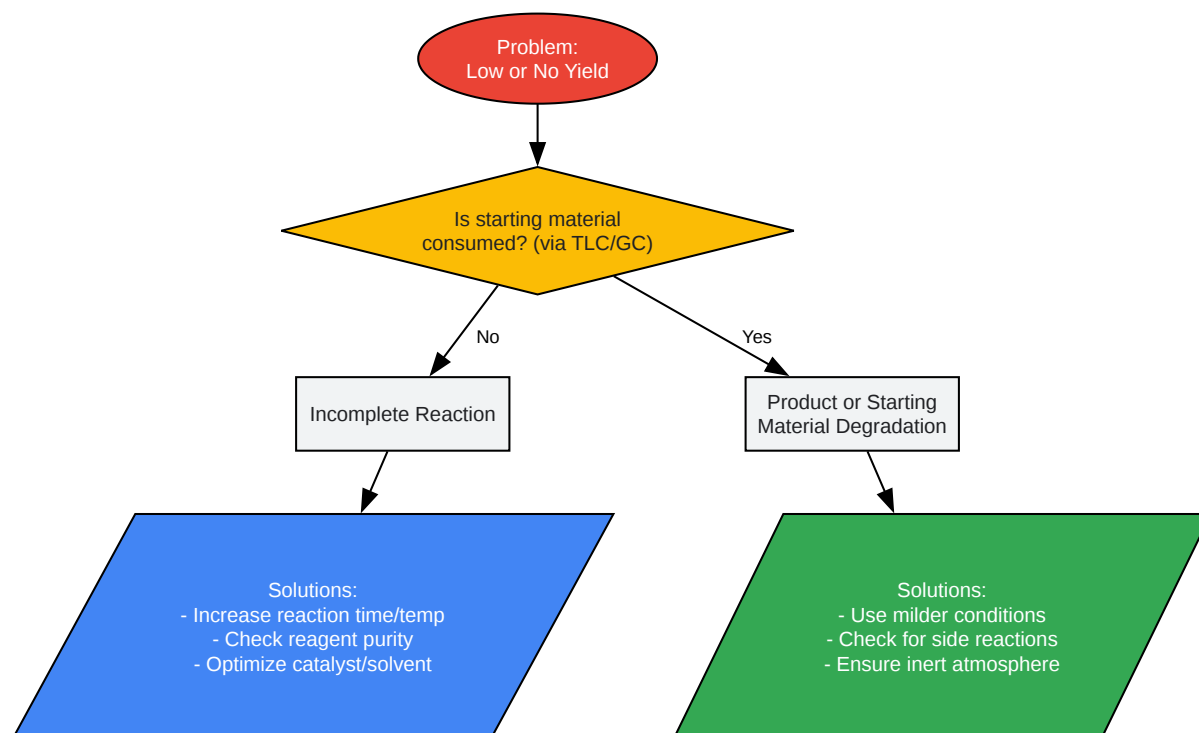 Problem:
Low or No Yield
Is starting material
consumed? (via TLC/GC)
No
Yes
Incomplete Reaction
Product or Starting
Material Degradation
Solutions:
- Increase reaction time/temp
- Check reagent purity
- Optimize catalyst/solvent
Solutions:
- Use milder conditions
- Check for side reactions
- Ensure inert atmosphere